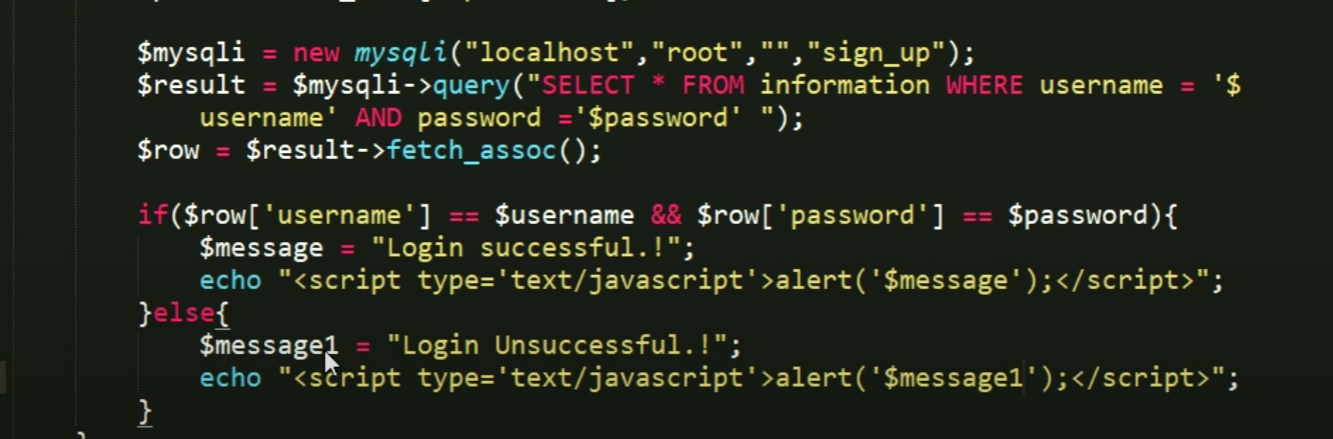 $mysqli = new mysqli("localhost","root","","sign_up");
$result = $mysqli->query("SELECT * FROM information WHERE username = '$
username' AND password ='$password' ");
$row = $result->fetch_assoc();
if($row['username'] == $username && $row['password'] == $password){
$message = "Login successful.!";
echo "<script type='text/javascript'>alert('$message');</script>";
}else{
$message1 = "Login Unsuccessful.!";
echo "<script type='text/javascript'>alert('$message1');</script>";
}